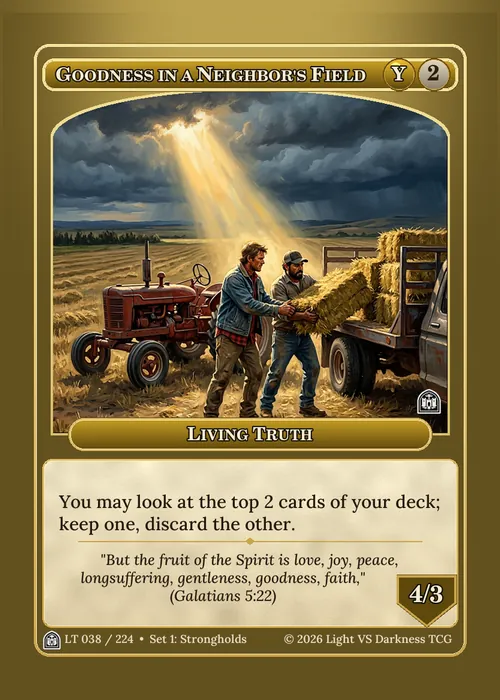 Goodness in a Neighbor's Field Y 2
Living Truth
You may look at the top 2 cards of your deck;
keep one, discard the other.
"But the fruit of the Spirit is love, joy, peace,
longsuffering, gentleness, goodness, faith,"
(Galatians 5:22)
4/3
LT 038 / 224 • Set 1: Strongholds © 2026 Light VS Darkness TCG